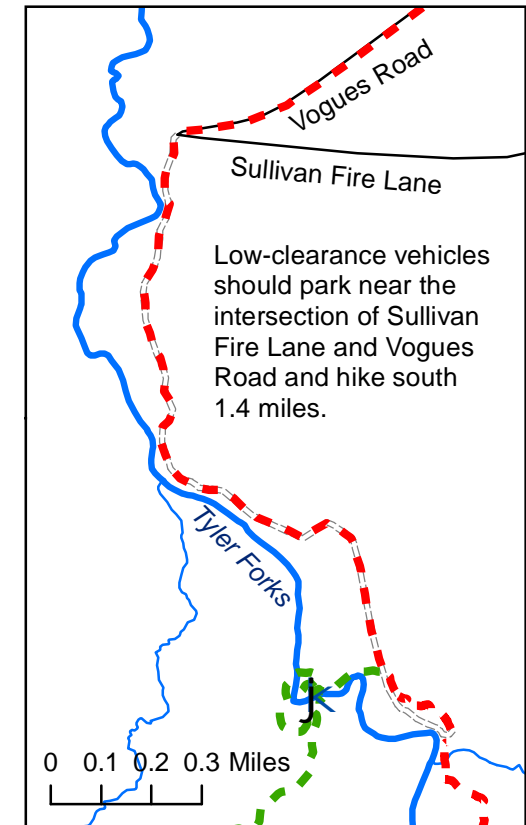 Vogues Road
Sullivan Fire Lane
Low-clearance vehicles
should park near the
intersection of Sullivan
Fire Lane and Vogues
Road and hike south
1.4 miles.
Tyler Forks
JK
0 0.1 0.2 0.3 Miles